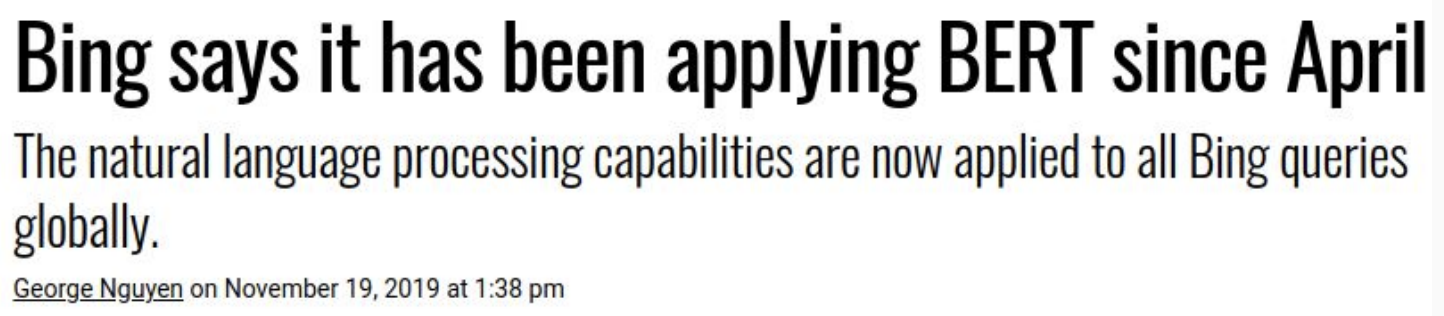 Bing says it has been applying BERT since April
The natural language processing capabilities are now applied to all Bing queries
globally.
George Nguyen on November 19, 2019 at 1:38 pm